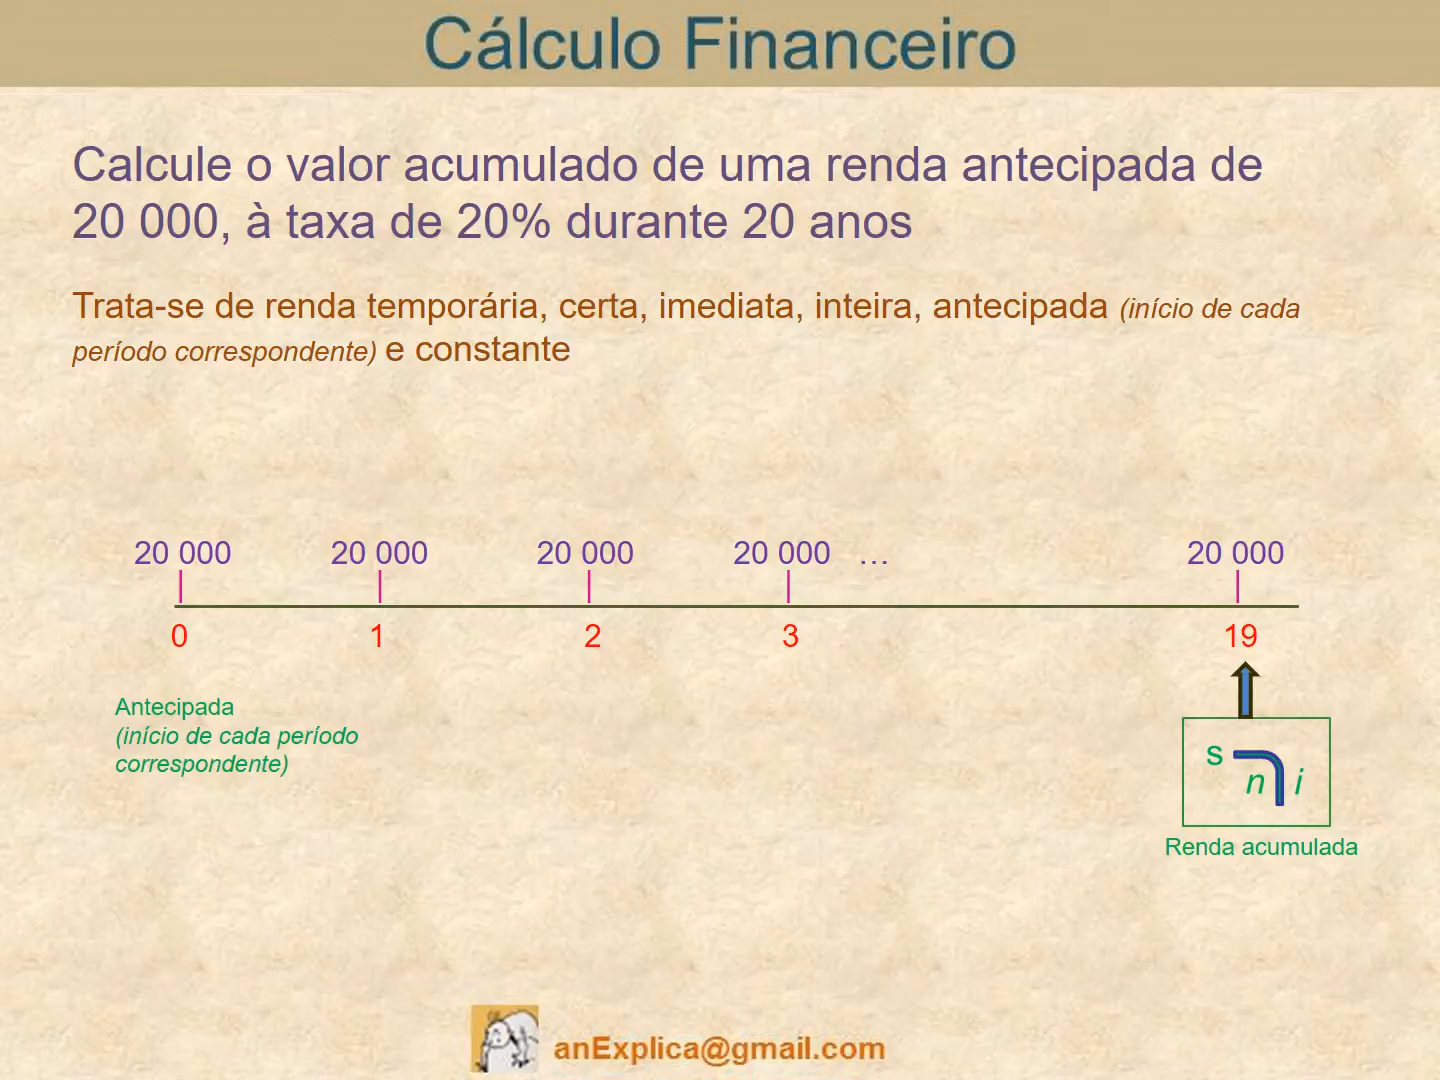 Cálculo Financeiro
Calcule o valor acumulado de uma renda antecipada de
20 000, à taxa de 20% durante 20 anos
Trata-se de renda temporária, certa, imediata, inteira, antecipada (início de cada
período correspondente) e constante
20 000 20 000 20 000 20 000 … 20 000
0 1 2 3 19
Antecipada
(início de cada período
correspondente)
s n i
Renda acumulada
anExplica@gmail.com